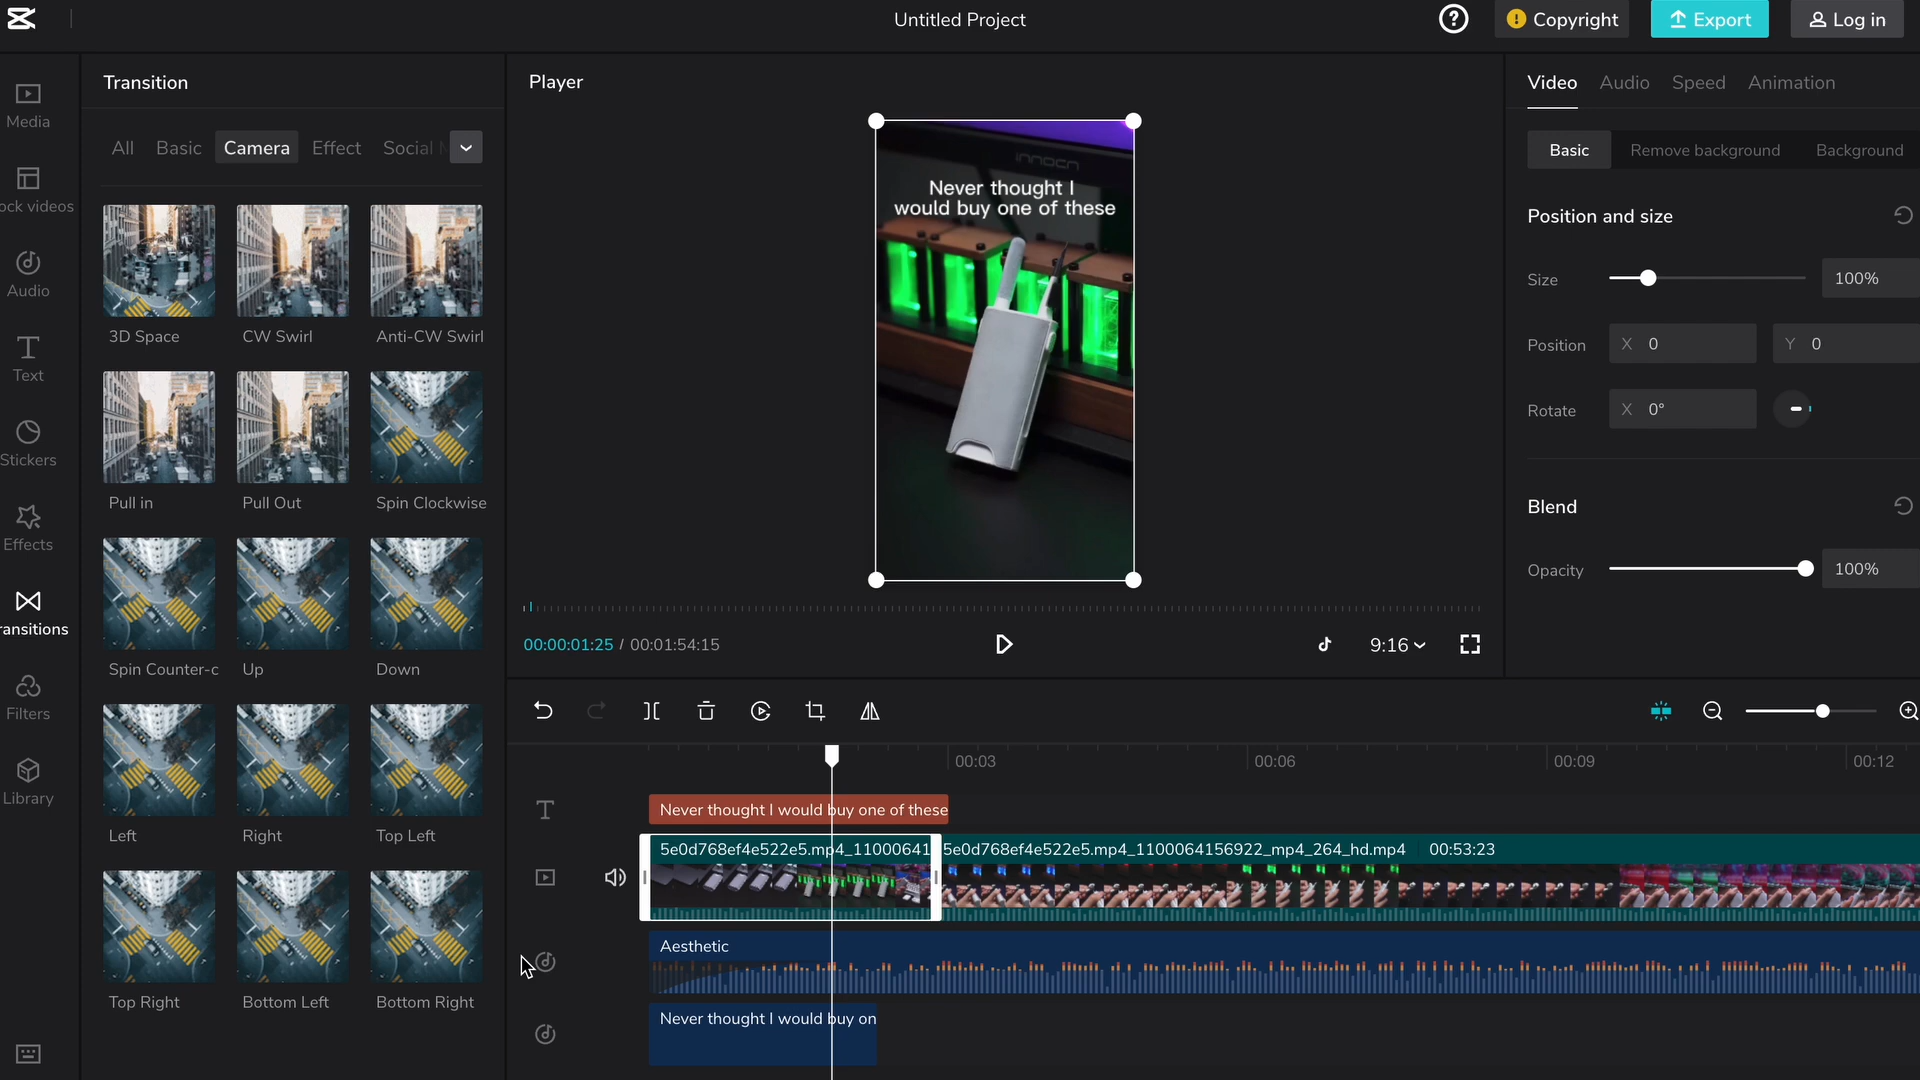 Untitled Project
Copyright
Export
Log in
Media
ock videos
Audio
Text
Stickers
Effects
ransitions
Filters
Library
Transition
All
Basic
Camera
Effect
Social
3D Space
CW Swirl
Anti-CW Swirl
Pull in
Pull Out
Spin Clockwise
Spin Counter-c
Up
Down
Left
Right
Top Left
Top Right
Bottom Left
Bottom Right
Player
innocn
Never thought I
would buy one of these
00:00:01:25 / 00:01:54:15
9:16
Video
Audio
Speed
Animation
Basic
Remove background
Background
Position and size
Size
100%
Position
X 0
Y 0
Rotate
X 0°
Blend
Opacity
100%
00:03
00:06
00:09
00:12
Never thought I would buy one of these
5e0d768ef4e522e5.mp4_11000641
5e0d768ef4e522e5.mp4_1100064156922_mp4_264_hd.mp4 00:53:23
Aesthetic
Never thought I would buy on